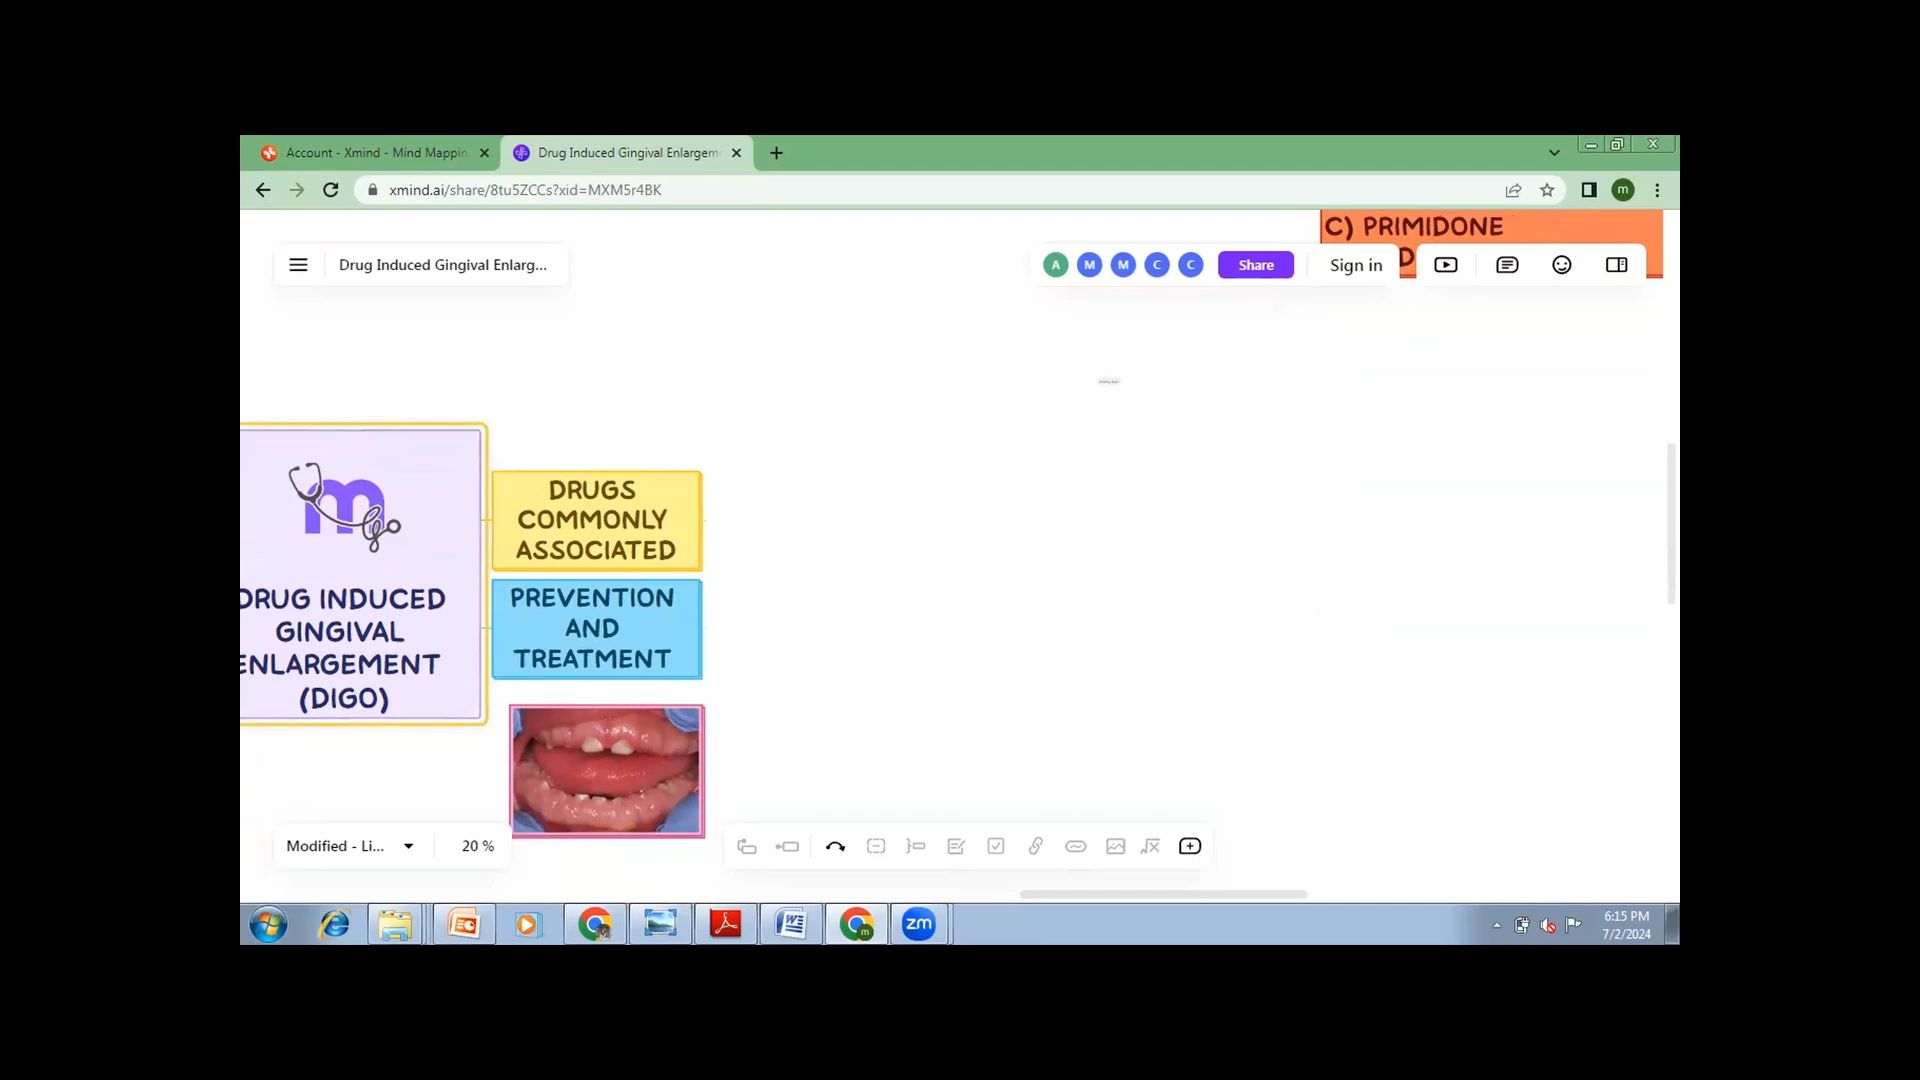 Account - Xmind - Mind Mappin
Drug Induced Gingival Enlargem
xmind.ai/share/8tu5ZCCs?xid=MXM5r4BK
m
C) PRIMIDONE
D
Drug Induced Gingival Enlarg...
A M M C C Share Sign in
m
DRUGS
COMMONLY
ASSOCIATED
DRUG INDUCED
GINGIVAL
ENLARGEMENT
(DIGO)
PREVENTION
AND
TREATMENT
Modified - Li... 20 %
zm
6:15 PM
7/2/2024